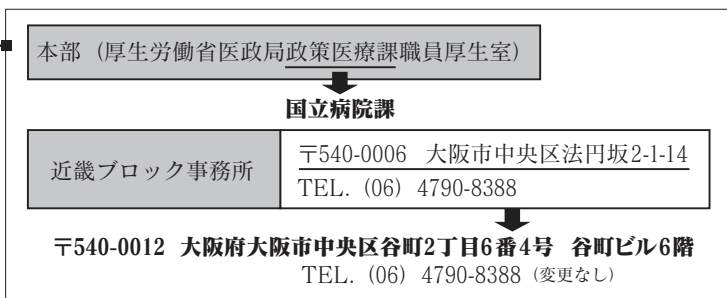 本部（厚生労働省医政局政策医療課職員厚生室）
国立病院課
近畿ブロック事務所
〒540-0006 大阪市中央区法円坂2-1-14
TEL. (06) 4790-8388
〒540-0012 大阪府大阪市中央区谷町2丁目6番4号 谷町ビル6階
TEL. (06) 4790-8388（変更なし）